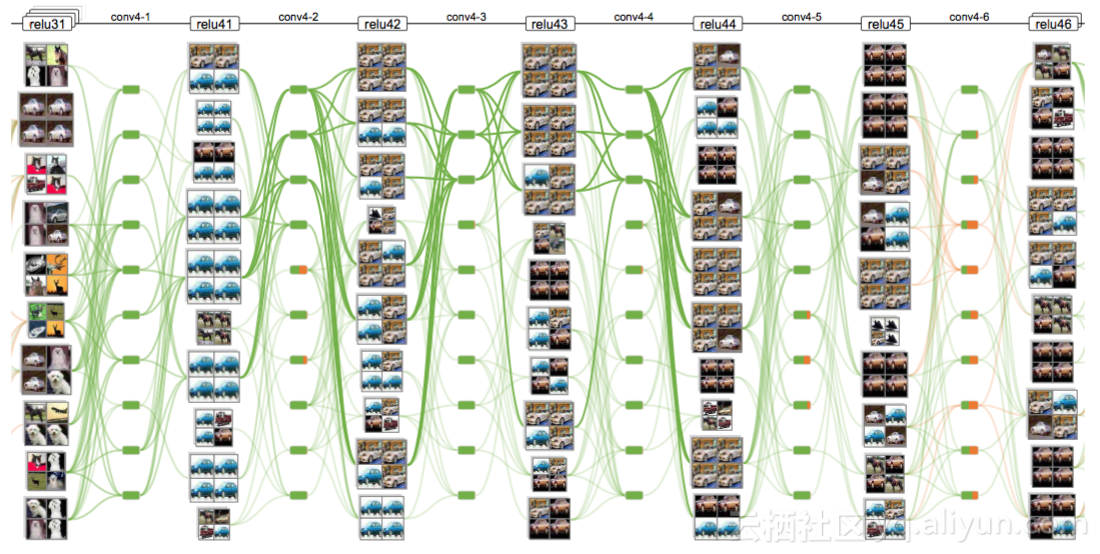 conv4-1 conv4-2 conv4-3 conv4-4 conv4-5 conv4-6
relu31 relu41 relu42 relu43 relu44 relu45 relu46
云栖社区 yq.aliyun.com